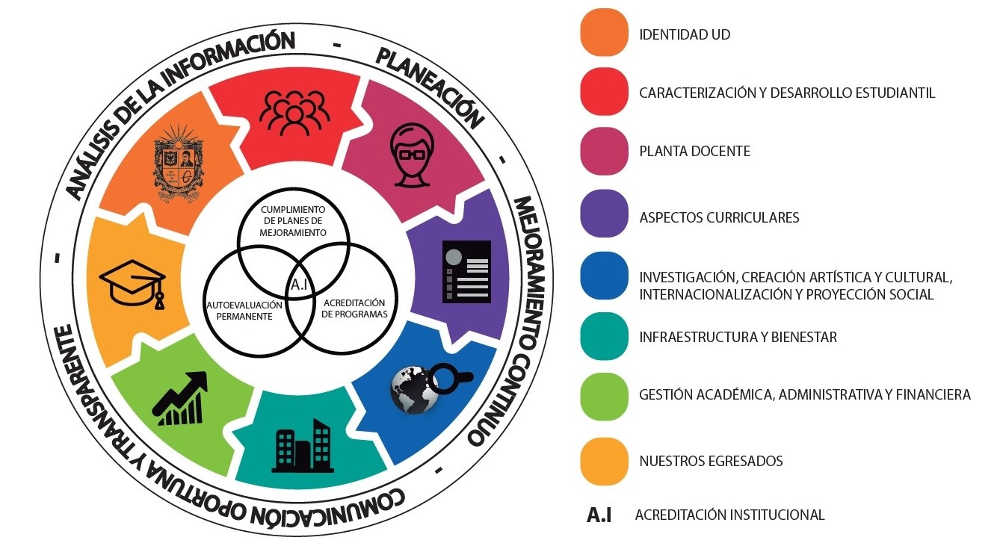 ANÁLISIS DE LA INFORMACIÓN - PLANEACIÓN - MEJORAMIENTO CONTINUO - COMUNICACIÓN OPORTUNA Y TRANSPARENTE -
CUMPLIMIENTO
DE PLANES DE
MEJORAMIENTO
A.I
AUTOEVALUACIÓN
PERMANENTE
ACREDITACIÓN
DE PROGRAMAS
IDENTIDAD UD
CARACTERIZACIÓN Y DESARROLLO ESTUDIANTIL
PLANTA DOCENTE
ASPECTOS CURRICULARES
INVESTIGACIÓN, CREACIÓN ARTÍSTICA Y CULTURAL,
INTERNACIONALIZACIÓN Y PROYECCIÓN SOCIAL
INFRAESTRUCTURA Y BIENESTAR
GESTIÓN ACADÉMICA, ADMINISTRATIVA Y FINANCIERA
NUESTROS EGRESADOS
A.I ACREDITACIÓN INSTITUCIONAL